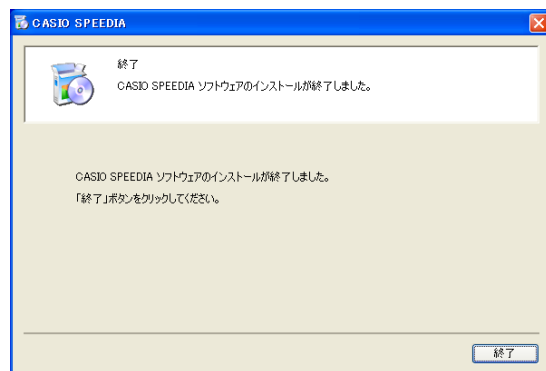 CASIO SPEEDIA
終了
CASIO SPEEDIA ソフトウェアのインストールが終了しました。
CASIO SPEEDIA ソフトウェアのインストールが終了しました。
「終了」ボタンをクリックしてください。
終了